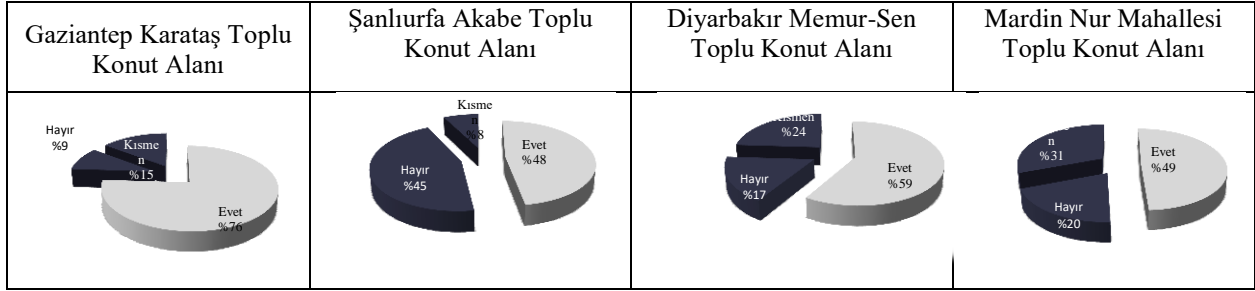 Gaziantep Karataş Toplu
Konut Alanı
Şanlıurfa Akabe Toplu
Konut Alanı
Diyarbakır Memur-Sen
Toplu Konut Alanı
Mardin Nur Mahallesi
Toplu Konut Alanı
Hayır
%9
Kısme
n
%15
Evet
%76
Kısme
n
%8
Hayır
%45
Evet
%48
Kısmen
%24
Hayır
%17
Evet
%59
n
%31
Hayır
%20
Evet
%49